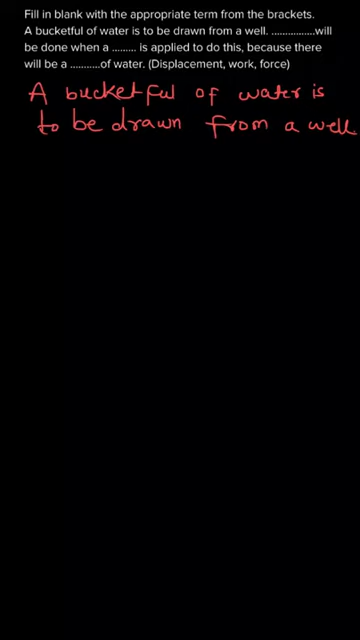 Fill in blank with the appropriate term from the brackets.
A bucketful of water is to be drawn from a well. ................will
be done when a ......... is applied to do this, because there
will be a ...........of water. (Displacement, work, force)
A bucketful of water is
to be drawn from a well